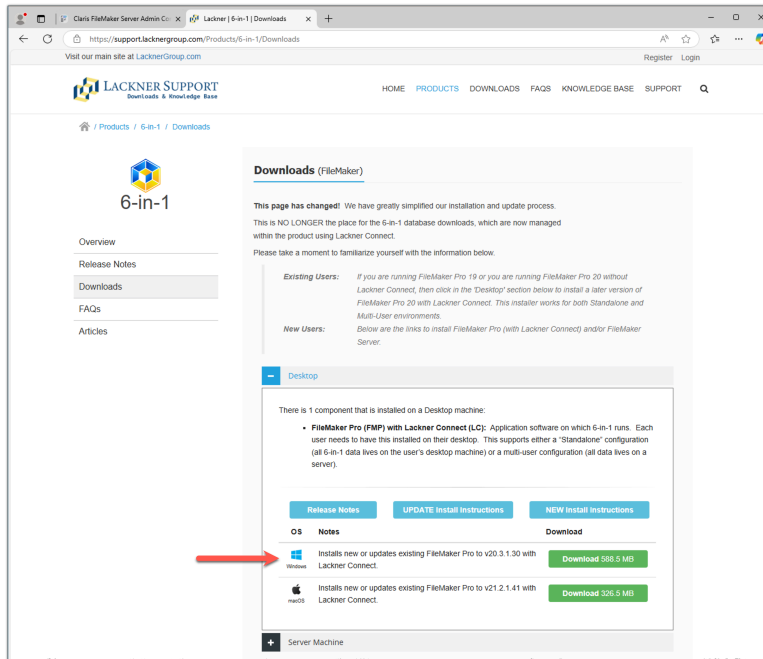 Claris FileMaker Server Admin Co
Lackner | 6-in-1 | Downloads
https://support.lacknergroup.com/Products/6-in-1/Downloads
Visit our main site at LacknerGroup.com
Register Login
LACKNER SUPPORT
Downloads & Knowledge Base
HOME PRODUCTS DOWNLOADS FAQS KNOWLEDGE BASE SUPPORT
/ Products / 6-in-1 / Downloads
6-in-1
Overview
Release Notes
Downloads
FAQs
Articles
Downloads (FileMaker)
This page has changed! We have greatly simplified our installation and update process.
This is NO LONGER the place for the 6-in-1 database downloads, which are now managed
within the product using Lackner Connect.
Please take a moment to familiarize yourself with the information below.
Existing Users: If you are running FileMaker Pro 19 or you are running FileMaker Pro 20 without
Lackner Connect, then click in the 'Desktop' section below to install a later version of
FileMaker Pro 20 with Lackner Connect. This installer works for both Standalone and
Multi-User environments.
New Users: Below are the links to install FileMaker Pro (with Lackner Connect) and/or FileMaker
Server.
Desktop
There is 1 component that is installed on a Desktop machine:
• FileMaker Pro (FMP) with Lackner Connect (LC): Application software on which 6-in-1 runs. Each
user needs to have this installed on their desktop. This supports either a "Standalone" configuration
(all 6-in-1 data lives on the user's desktop machine) or a multi-user configuration (all data lives on a
server).
Release Notes UPDATE Install Instructions NEW Install Instructions
OS Notes Download
Windows Installs new or updates existing FileMaker Pro to v20.3.1.30 with
Lackner Connect.
Download 588.5 MB
macOS Installs new or updates existing FileMaker Pro to v21.2.1.41 with
Lackner Connect.
Download 326.5 MB
Server Machine